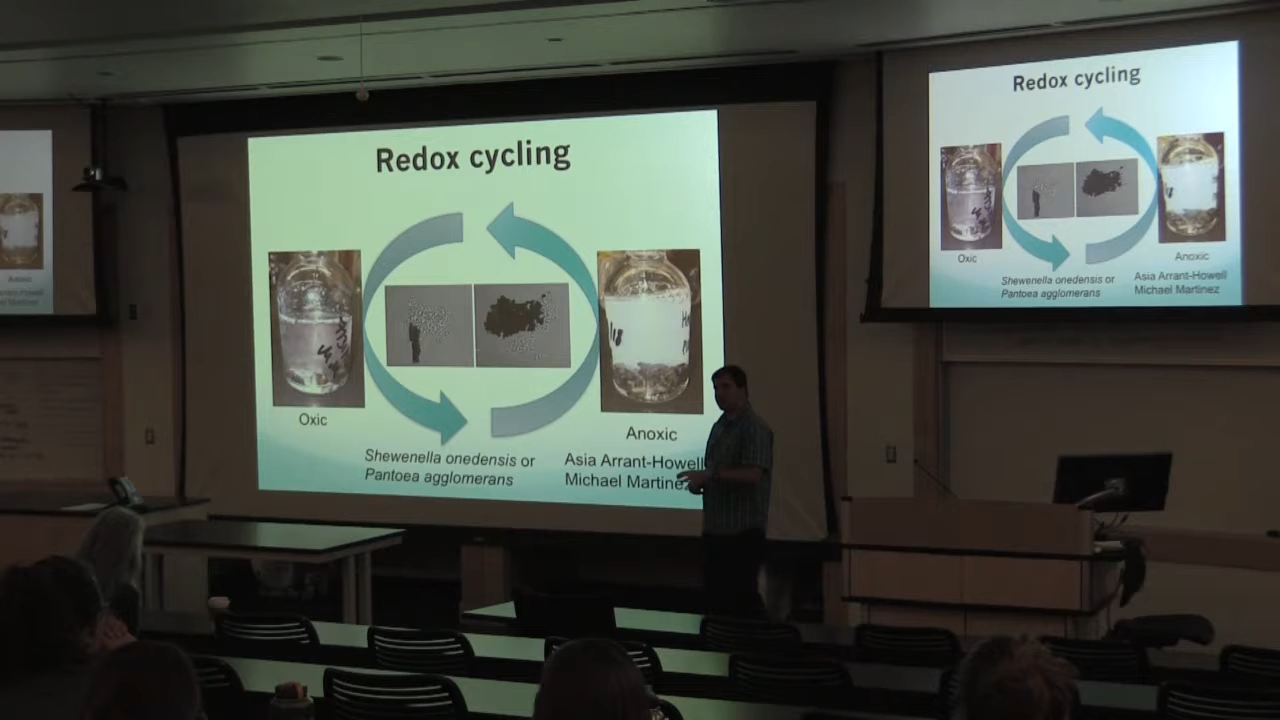 Redox cycling
Oxic
Anoxic
Shewenella onedensis or
Pantoea agglomerans
Asia Arrant-Howell
Michael Martinez
Redox cycling
Oxic
Anoxic
Shewenella onedensis or
Pantoea agglomerans
Asia Arrant-Howell
Michael Martinez
Anoxic